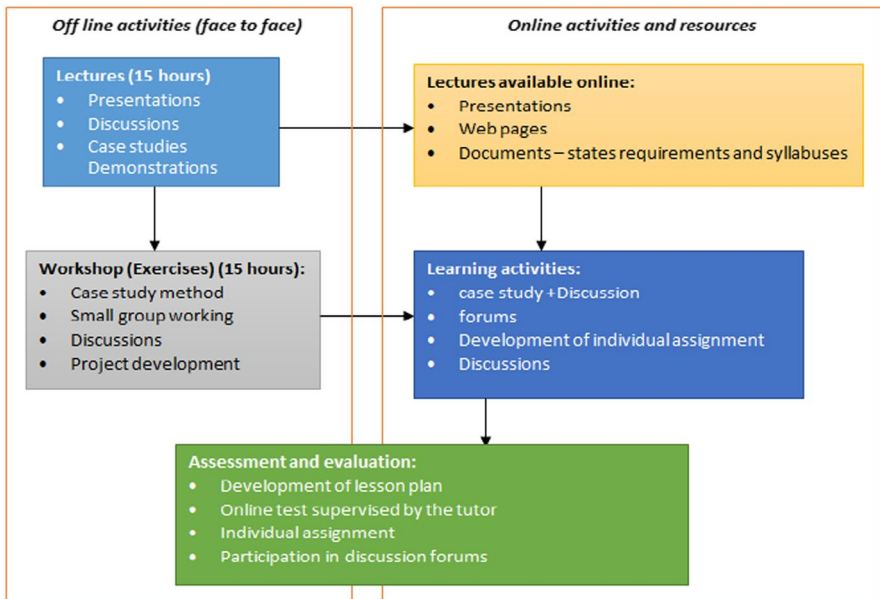 Off line activities (face to face)
Online activities and resources
Lectures (15 hours)
• Presentations
• Discussions
• Case studies
Demonstrations
Lectures available online:
• Presentations
• Web pages
• Documents – states requirements and syllabuses
Workshop (Exercises) (15 hours):
• Case study method
• Small group working
• Discussions
• Project development
Learning activities:
• case study +Discussion
• forums
• Development of individual assignment
• Discussions
Assessment and evaluation:
• Development of lesson plan
• Online test supervised by the tutor
• Individual assignment
• Participation in discussion forums